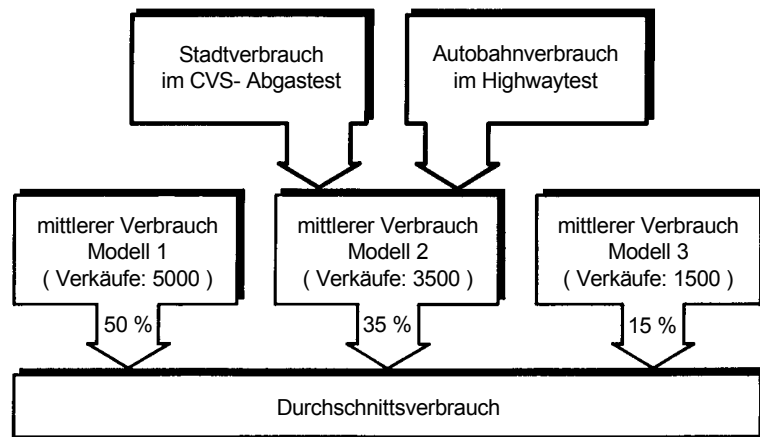 Stadtverbrauch
im CVS- Abgastest
Autobahnverbrauch
im Highwaytest
mittlerer Verbrauch
Modell 1
( Verkäufe: 5000 )
mittlerer Verbrauch
Modell 2
( Verkäufe: 3500 )
mittlerer Verbrauch
Modell 3
( Verkäufe: 1500 )
50 %
35 %
15 %
Durchschnittsverbrauch